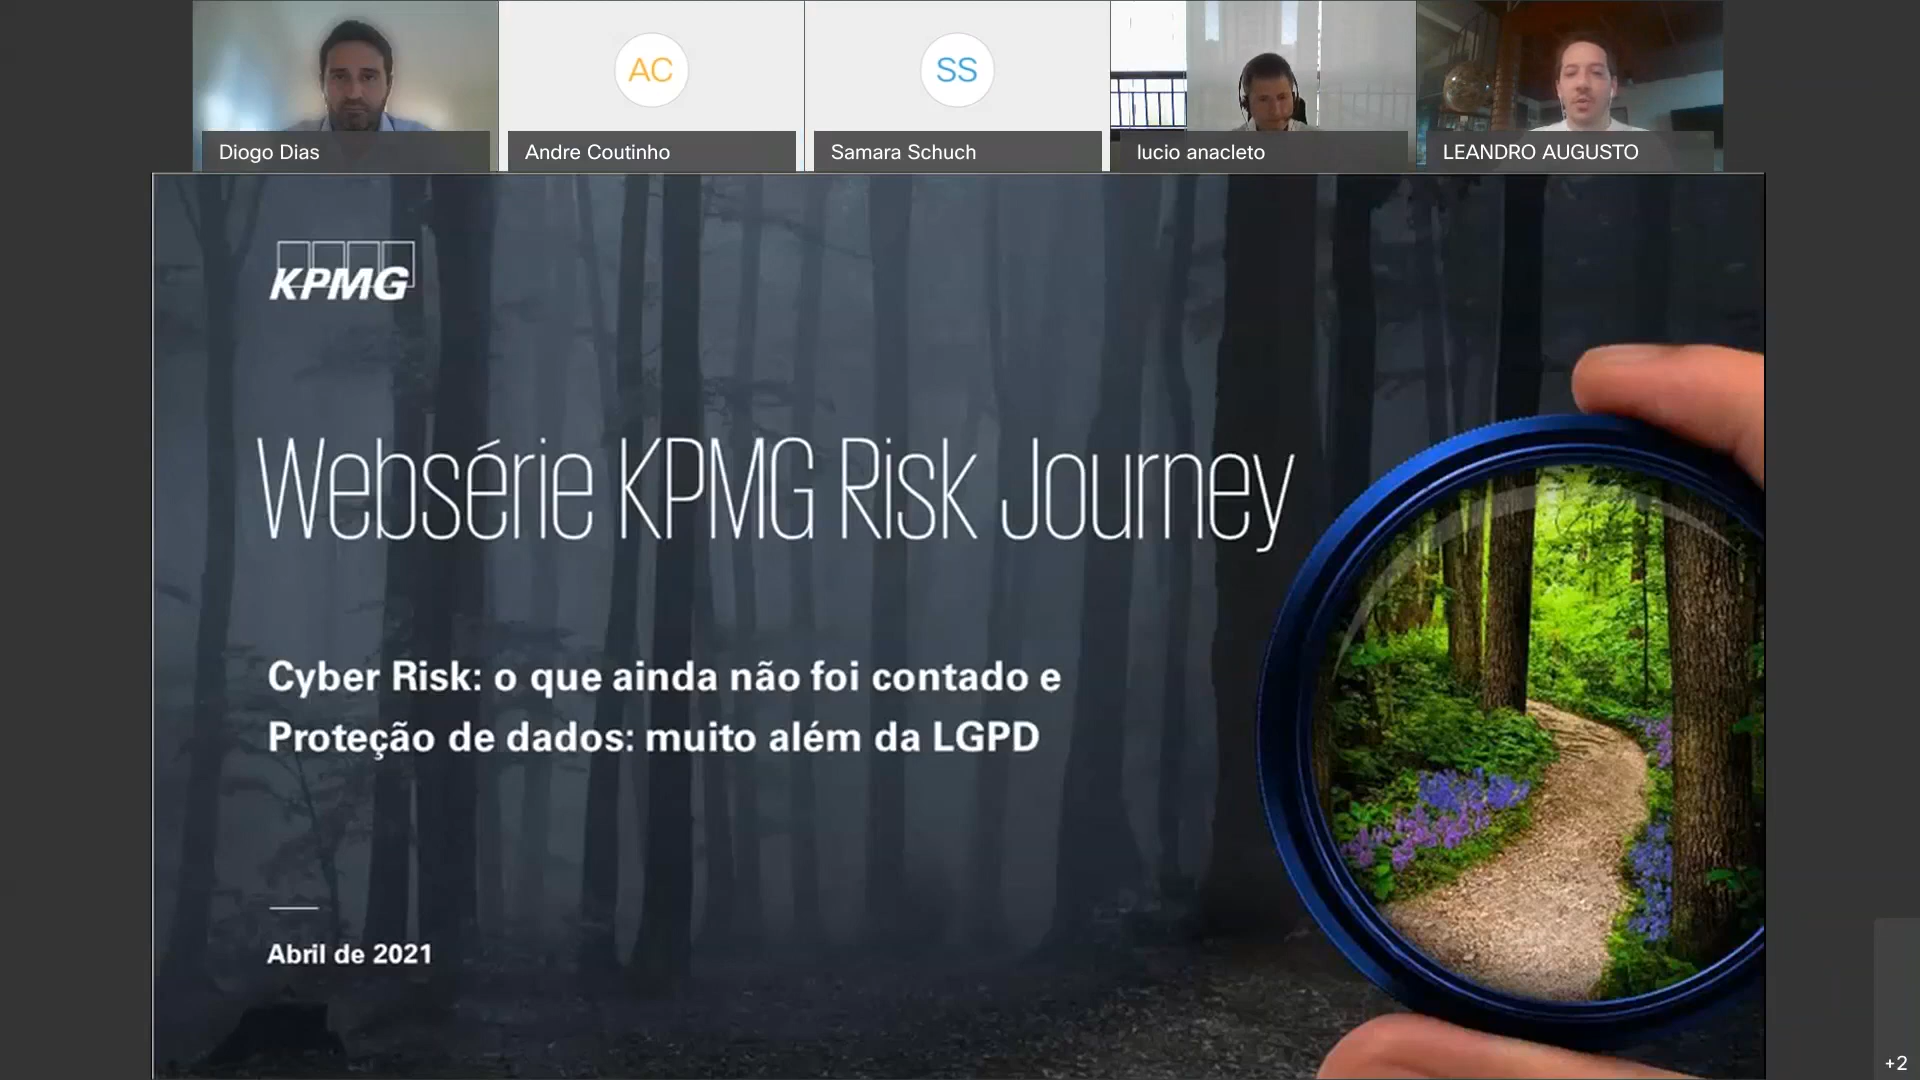 AC
SS
Diogo Dias
Andre Coutinho
Samara Schuch
lucio anacleto
LEANDRO AUGUSTO
KPMG
Websérie KPMG Risk Journey
Cyber Risk: o que ainda não foi contado e
Proteção de dados: muito além da LGPD
Abril de 2021
+2